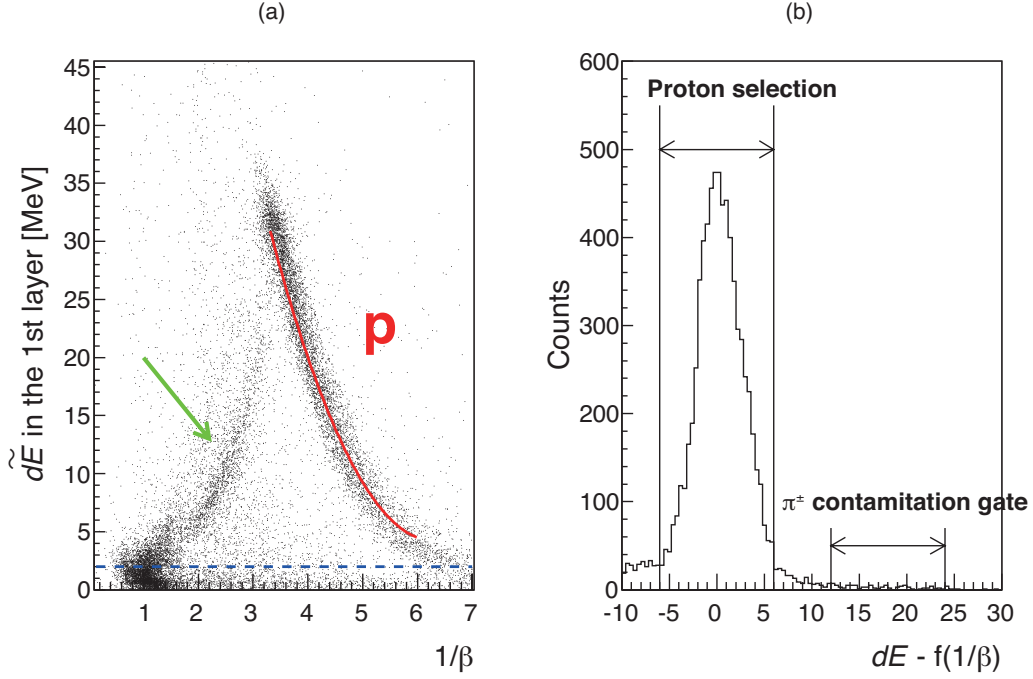 (a)
45
40
35
30
25
20
15
10
5
0
dE͂ in the 1st layer [MeV]
p
1 2 3 4 5 6 7
1/β
(b)
600
500
400
300
200
100
0
Counts
Proton selection
π± contamitation gate
-10 -5 0 5 10 15 20 25 30
dE - f(1/β)